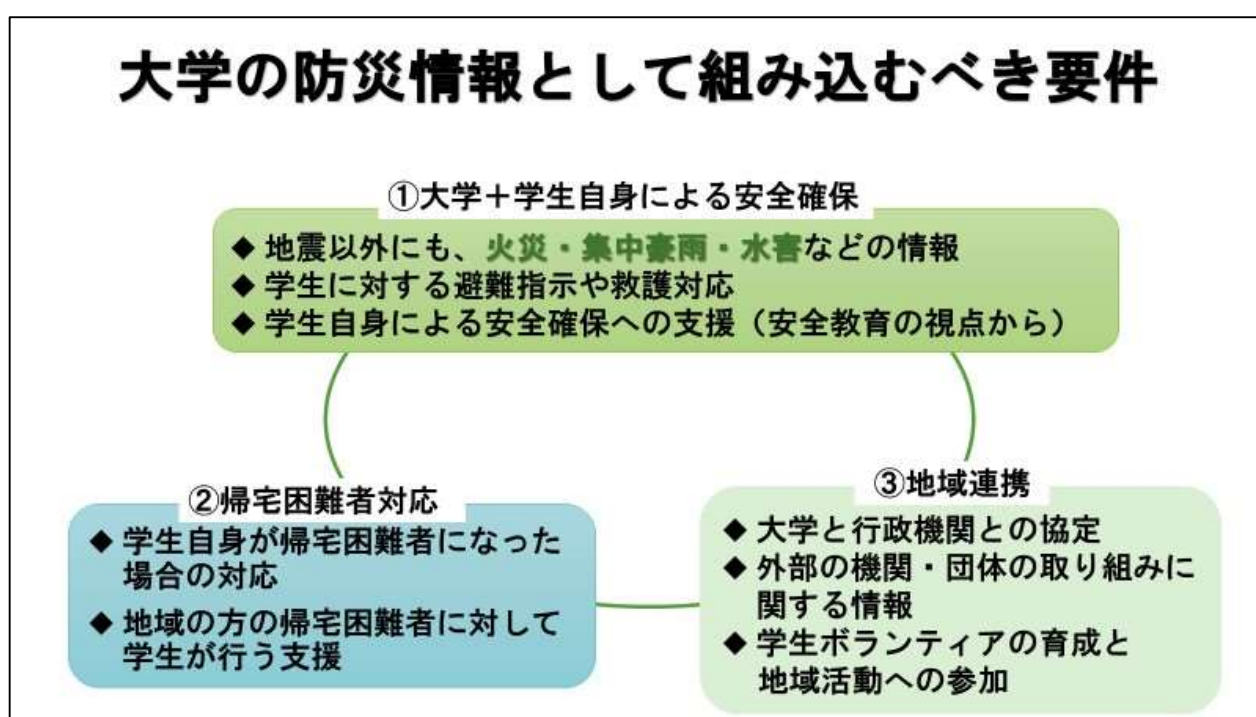 大学の防災情報として組み込むべき要件
①大学＋学生自身による安全確保
◆ 地震以外にも、火災・集中豪雨・水害などの情報
◆ 学生に対する避難指示や救護対応
◆ 学生自身による安全確保への支援（安全教育の視点から）
②帰宅困難者対応
◆ 学生自身が帰宅困難者になった
場合の対応
◆ 地域の方の帰宅困難者に対して
学生が行う支援
③地域連携
◆ 大学と行政機関との協定
◆ 外部の機関・団体の取り組みに
関する情報
◆ 学生ボランティアの育成と
地域活動への参加